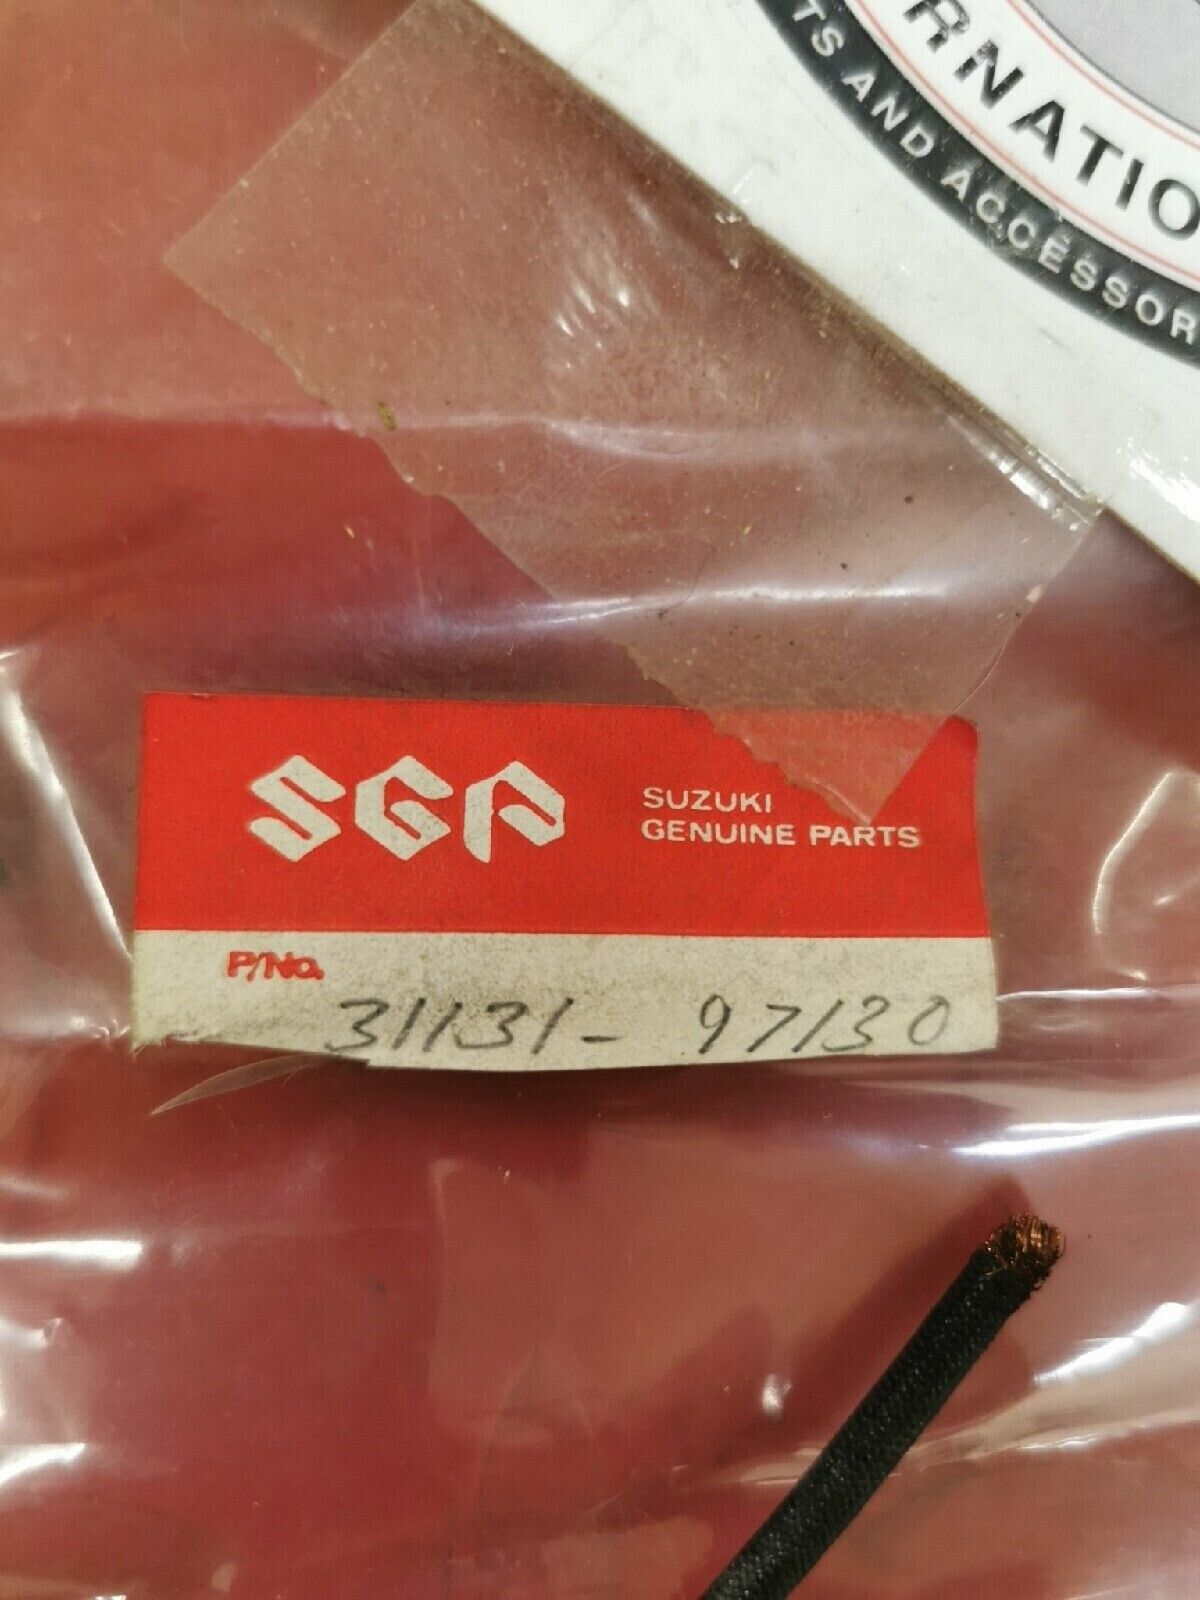 RNATIO
TS AND ACCESSOR
SGP
SUZUKI
GENUINE PARTS
P/No.
31131- 97130